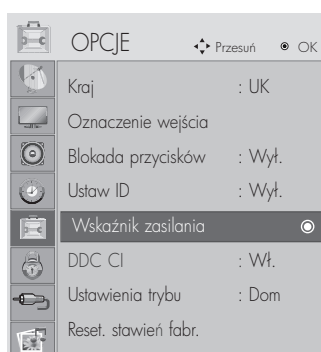 OPCJE Przesuń OK
Kraj : UK
Oznaczenie wejścia
Blokada przycisków : Wył.
Ustaw ID : Wył.
Wskaźnik zasilania
DDC CI : Wł.
Ustawienia trybu : Dom
Reset. stawień fabr.